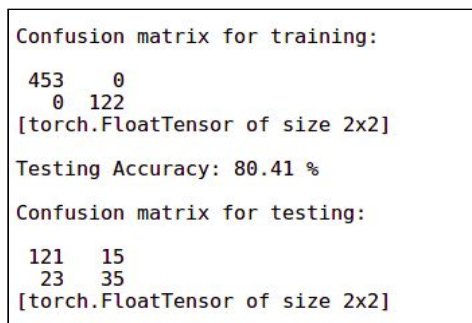 Confusion matrix for training:
453 0
0 122
[torch.FloatTensor of size 2x2]
Testing Accuracy: 80.41 %
Confusion matrix for testing:
121 15
23 35
[torch.FloatTensor of size 2x2]